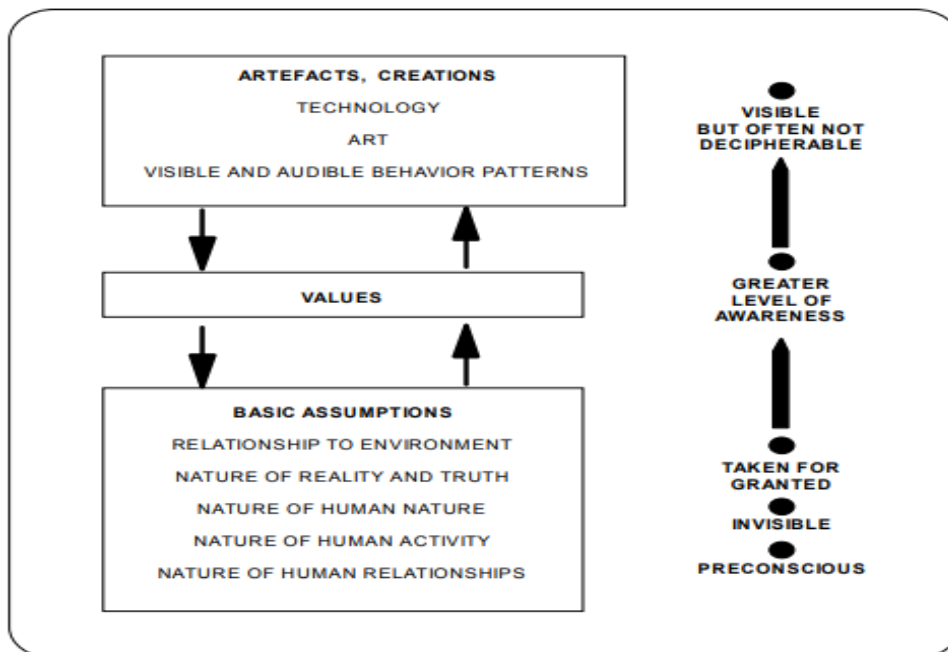 ARTEFACTS, CREATIONS
TECHNOLOGY
ART
VISIBLE AND AUDIBLE BEHAVIOR PATTERNS
VALUES
BASIC ASSUMPTIONS
RELATIONSHIP TO ENVIRONMENT
NATURE OF REALITY AND TRUTH
NATURE OF HUMAN NATURE
NATURE OF HUMAN ACTIVITY
NATURE OF HUMAN RELATIONSHIPS
VISIBLE
BUT OFTEN NOT
DECIPHERABLE
GREATER
LEVEL OF
AWARENESS
TAKEN FOR
GRANTED
INVISIBLE
PRECONSCIOUS